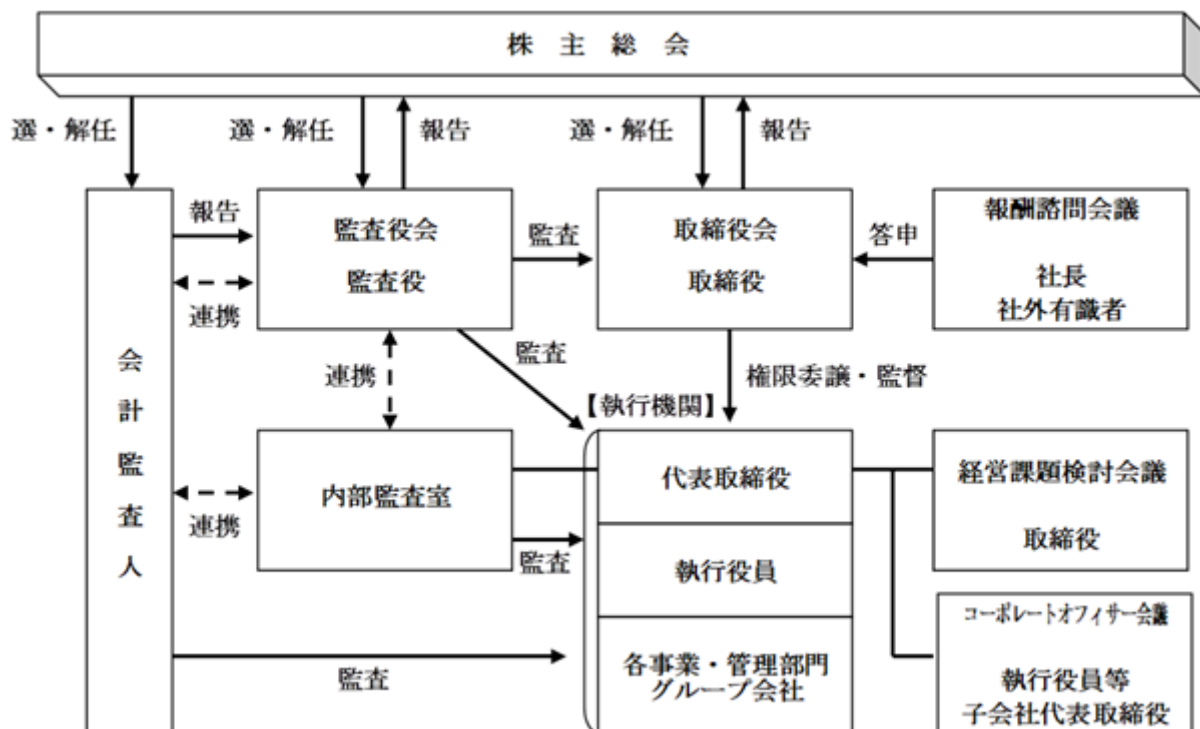 株主総会
選・解任
選・解任
報告
選・解任
報告
報告
監査役会
監査役
監査
取締役会
取締役
答申
報酬諮問会議
社長
社外有識者
連携
会計監査人
連携
監査
権限委譲・監督
【執行機関】
内部監査室
代表取締役
経営課題検討会議
取締役
連携
監査
執行役員
コーポレートオフィサー会議
監査
各事業・管理部門
グループ会社
執行役員等
子会社代表取締役